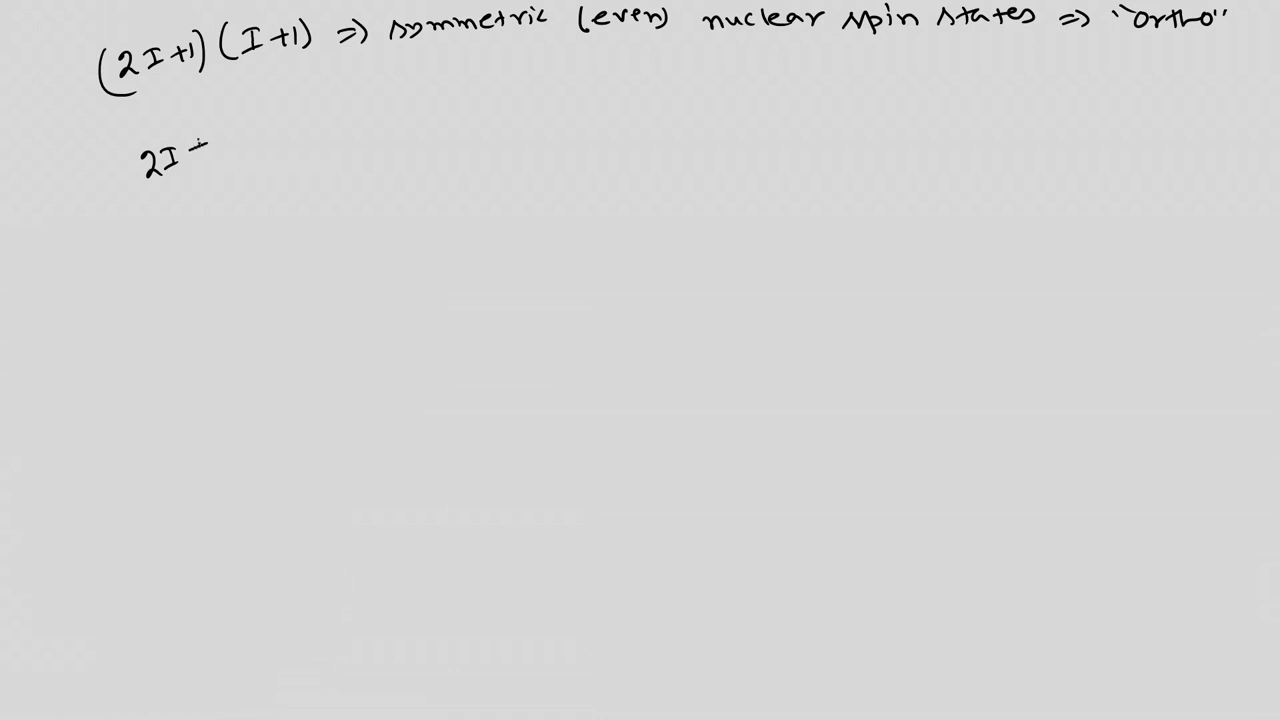 (2I+1) (I+1) => symmetric (even) nuclear spin states => "ortho"
2I -